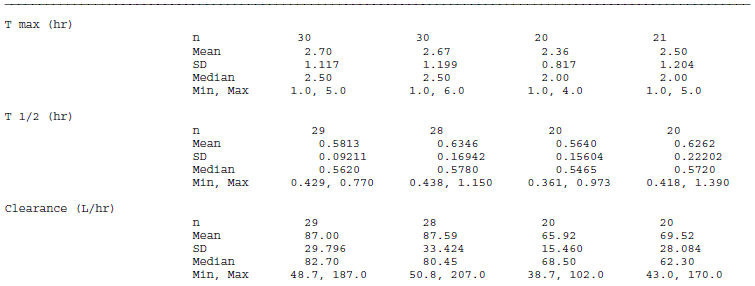 T max (hr)
n 30 30 20 21
Mean 2.70 2.67 2.36 2.50
SD 1.117 1.199 0.817 1.204
Median 2.50 2.50 2.00 2.00
Min, Max 1.0, 5.0 1.0, 6.0 1.0, 4.0 1.0, 5.0
T 1/2 (hr)
n 29 28 20 20
Mean 0.5813 0.6346 0.5640 0.6262
SD 0.09211 0.16942 0.15604 0.22202
Median 0.5620 0.5780 0.5465 0.5720
Min, Max 0.429, 0.770 0.438, 1.150 0.361, 0.973 0.418, 1.390
Clearance (L/hr)
n 29 28 20 20
Mean 87.00 87.59 65.92 69.52
SD 29.796 33.424 15.460 28.084
Median 82.70 80.45 68.50 62.30
Min, Max 48.7, 187.0 50.8, 207.0 38.7, 102.0 43.0, 170.0